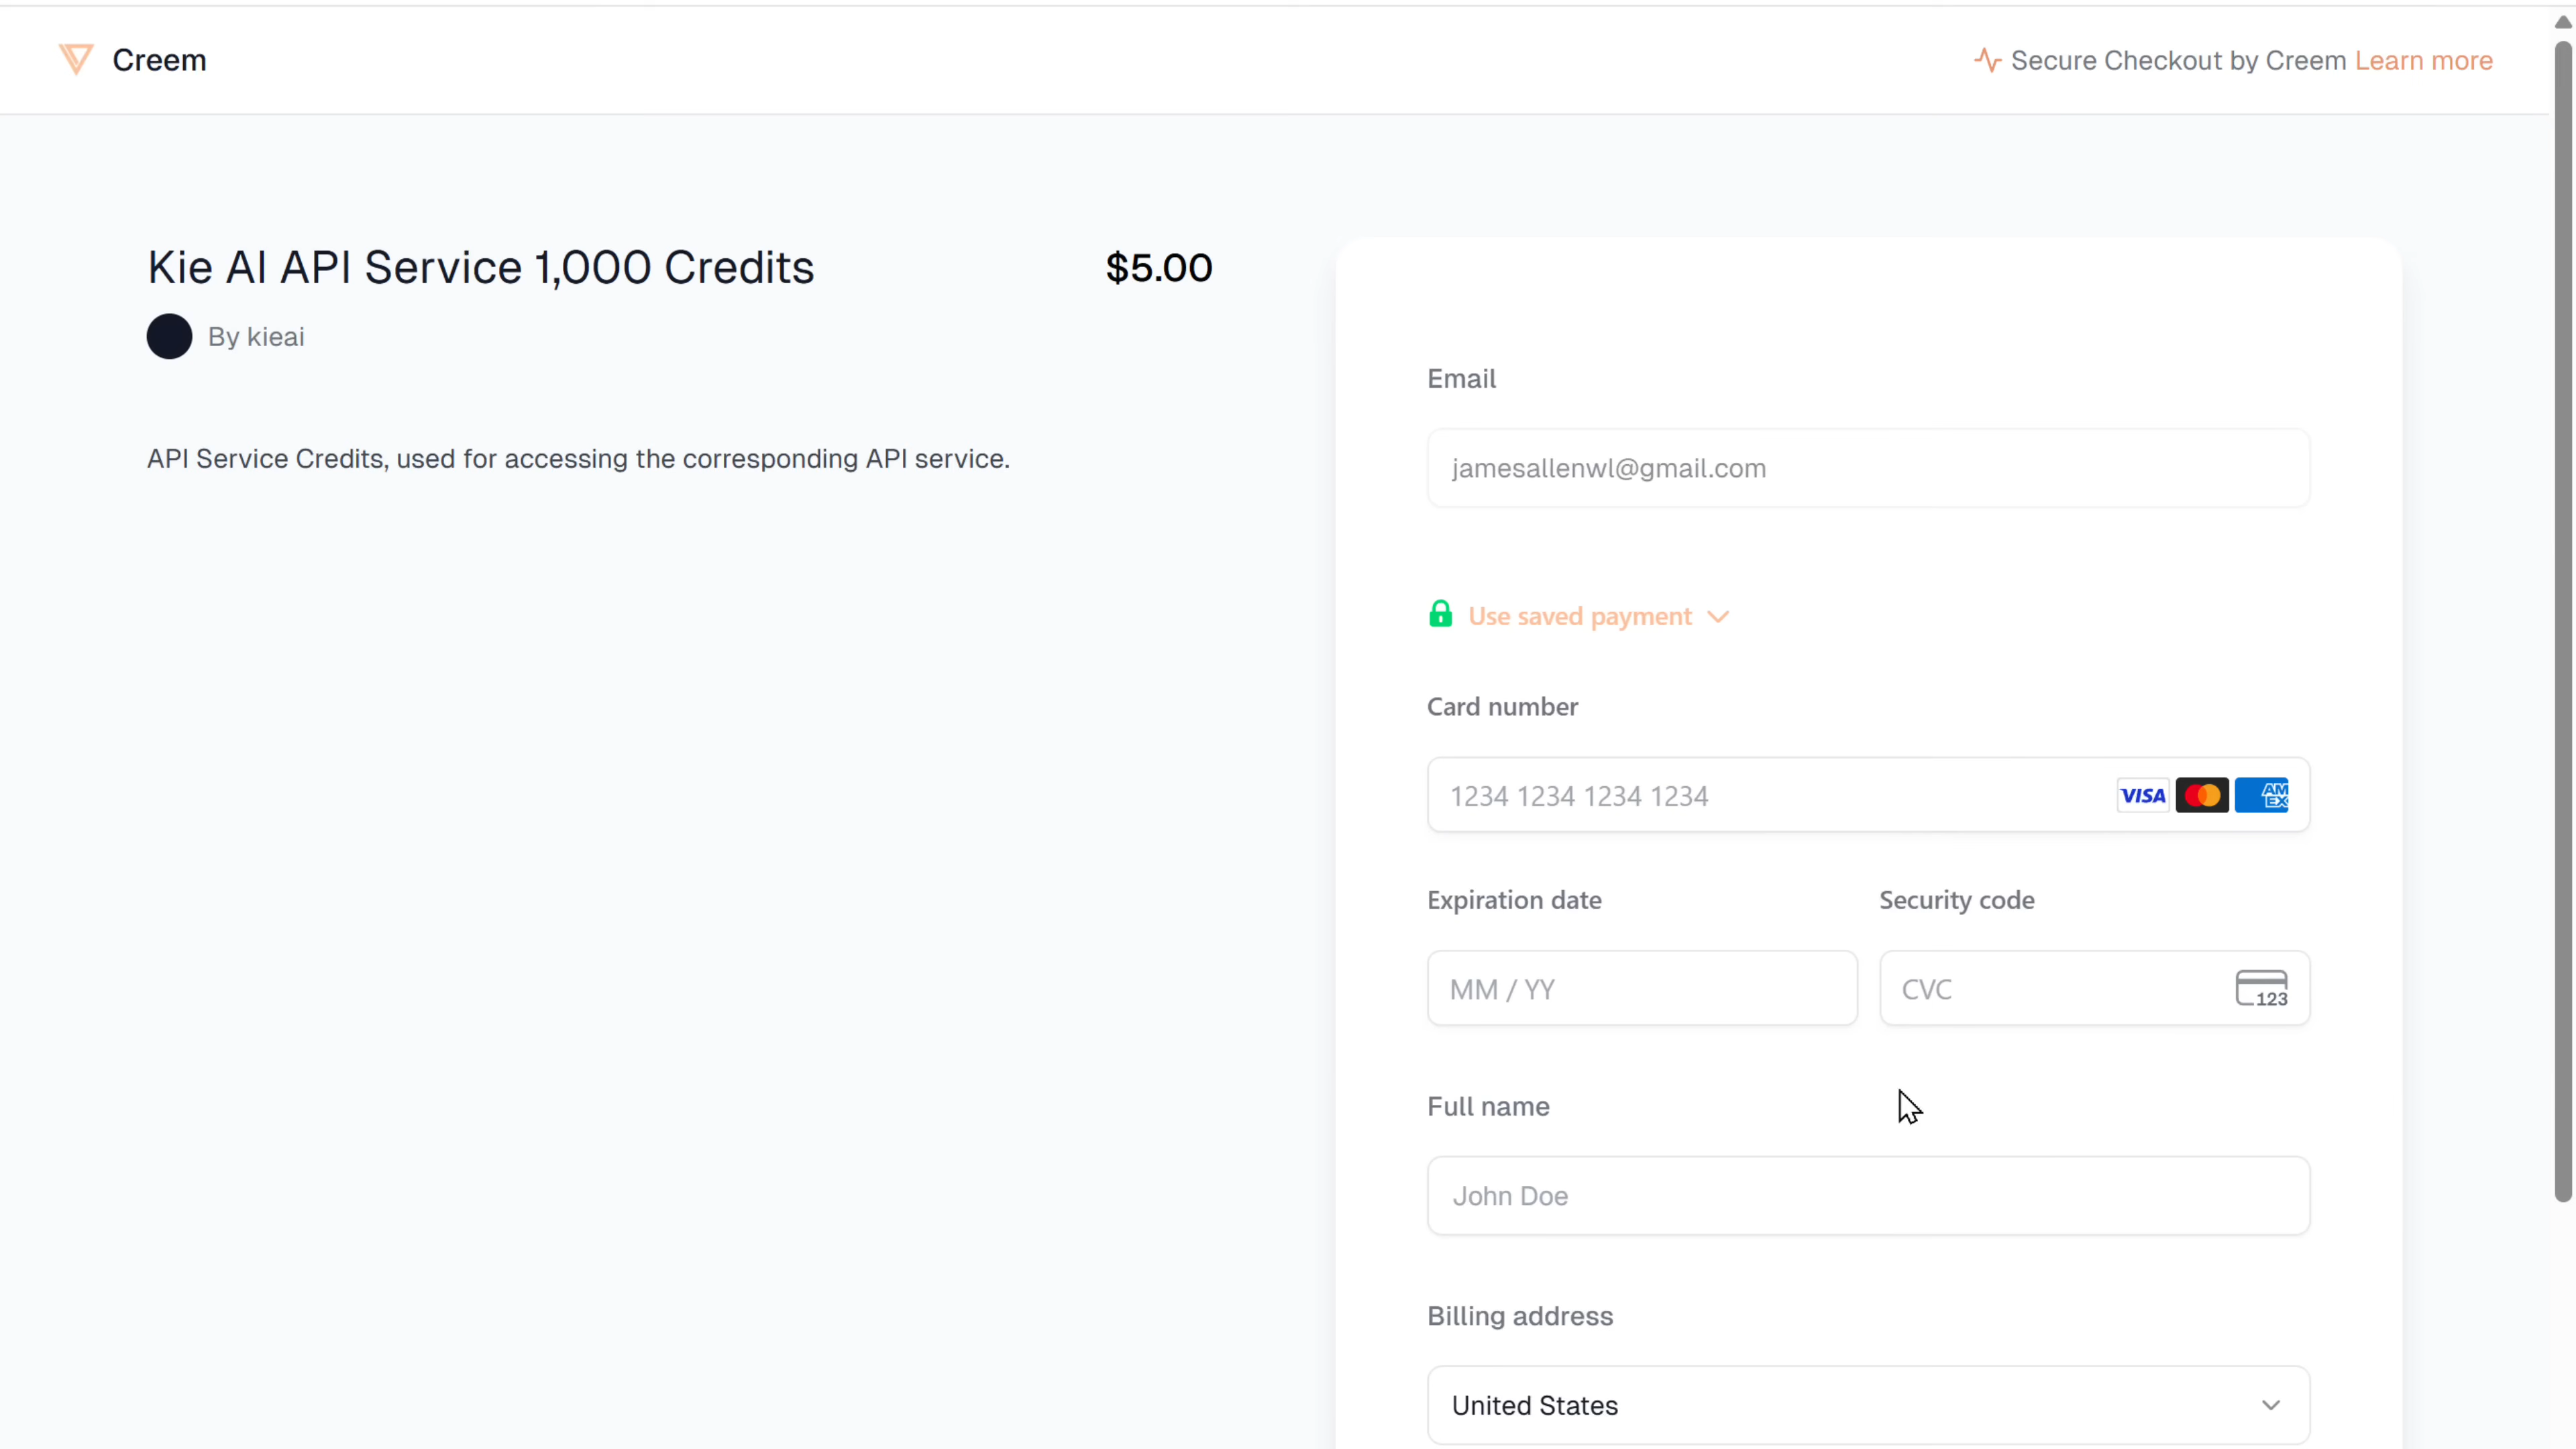 Creem
Secure Checkout by Creem Learn more
Kie AI API Service 1,000 Credits
$5.00
By kieai
API Service Credits, used for accessing the corresponding API service.
Email
jamesallenwl@gmail.com
Use saved payment
Card number
1234 1234 1234 1234
VISA
AM
EX
Expiration date
Security code
MM / YY
CVC
123
Full name
John Doe
Billing address
United States